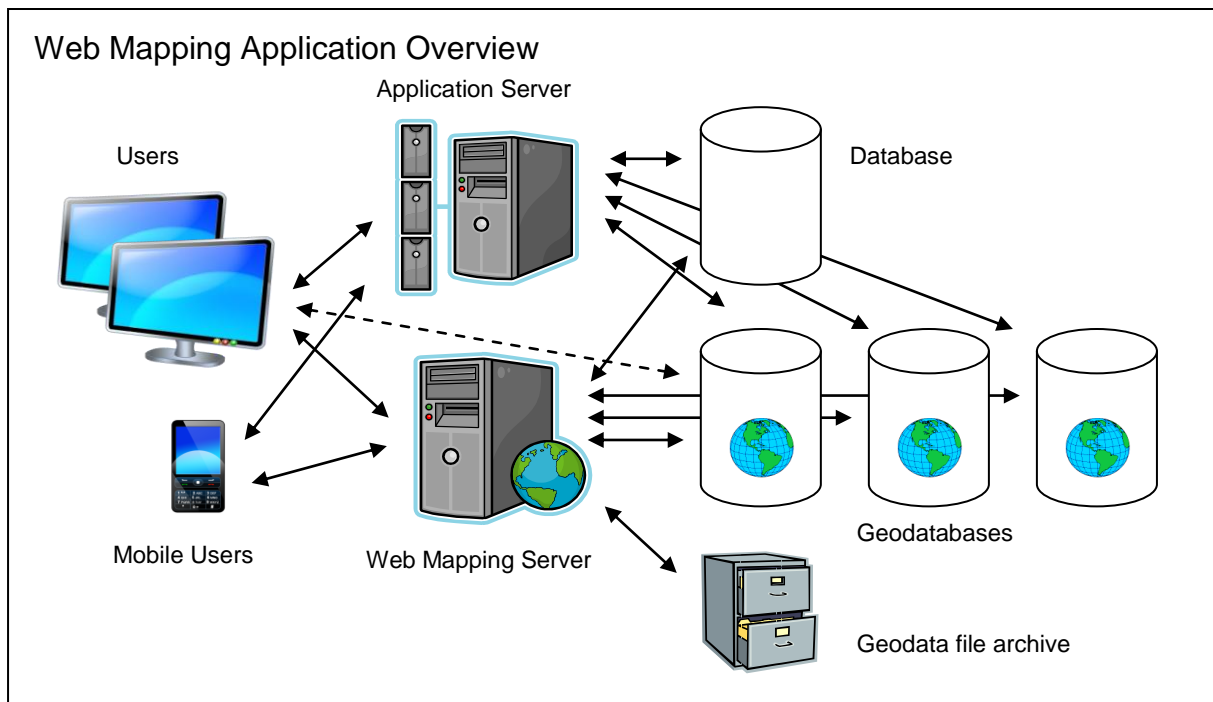 Web Mapping Application Overview
Application Server
Users
Database
Mobile Users
Web Mapping Server
Geodatabases
Geodata file archive